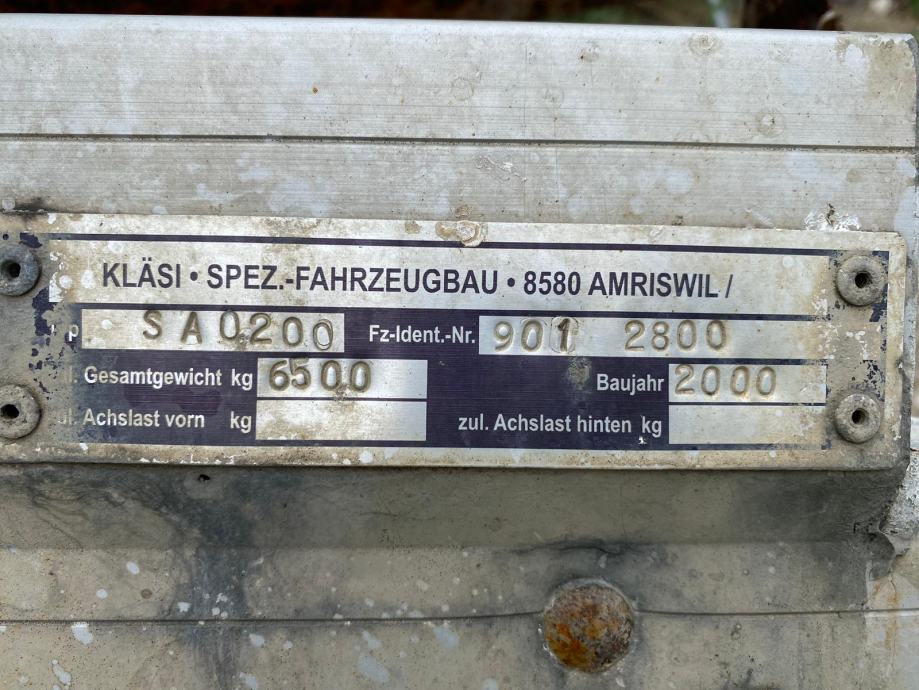 KLÄSI · SPEZ.-FAHRZEUGBAU · 8580 AMRISWIL/
p SA0200 Fz-Ident.-Nr. 901 2800
l. Gesamtgewicht kg 6500 Baujahr 2000
ul. Achslast vorn kg zul. Achslast hinten kg